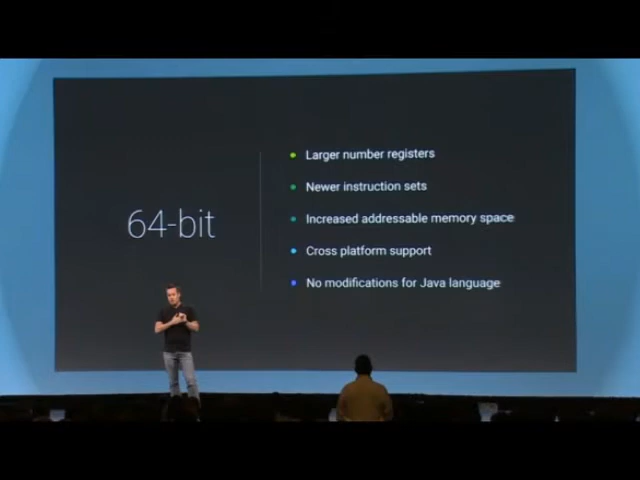 64-bit
Larger number registers
Newer instruction sets
Increased addressable memory space
Cross platform support
No modifications for Java language